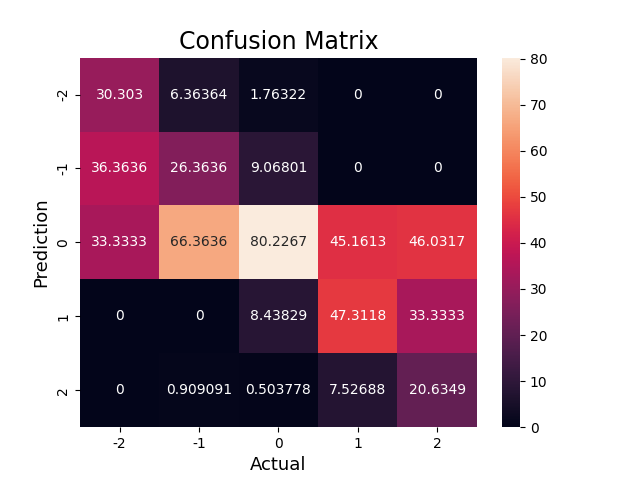 Confusion Matrix
Prediction
-2 30.303 6.36364 1.76322 0 0
-1 36.3636 26.3636 9.06801 0 0
0 33.3333 66.3636 80.2267 45.1613 46.0317
1 0 0 8.43829 47.3118 33.3333
2 0 0.909091 0.503778 7.52688 20.6349
-2 -1 0 1 2
Actual
80
70
60
50
40
30
20
10
0